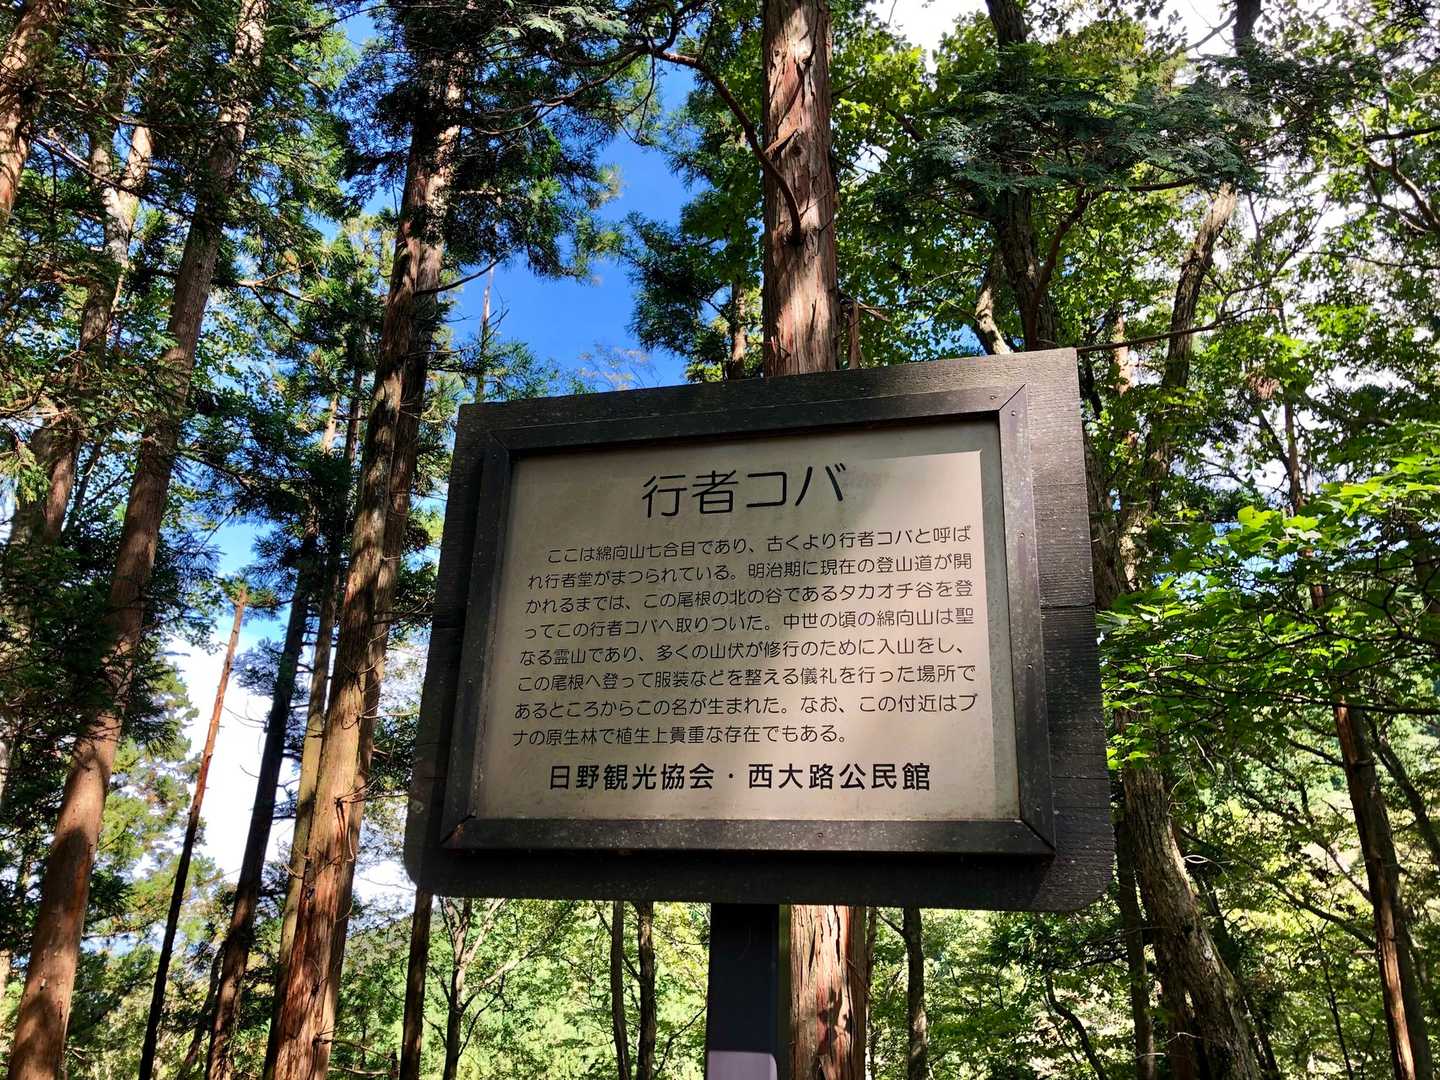 行者コバ
ここは綿向山七合目であり、古くより行者コバと呼ば
れ行者堂がまつられている。明治期に現在の登山道が開
かれるまでは、この尾根の北の谷であるタカオチ谷を登
ってこの行者コバへ取りついた。中世の頃の綿向山は聖
なる霊山であり、多くの山伏が修行のために入山をし、
この尾根へ登って服装などを整える儀礼を行った場所で
あるところからこの名が生まれた。なお、この付近はブ
ナの原生林で植生上貴重な存在でもある。
日野観光協会・西大路公民館